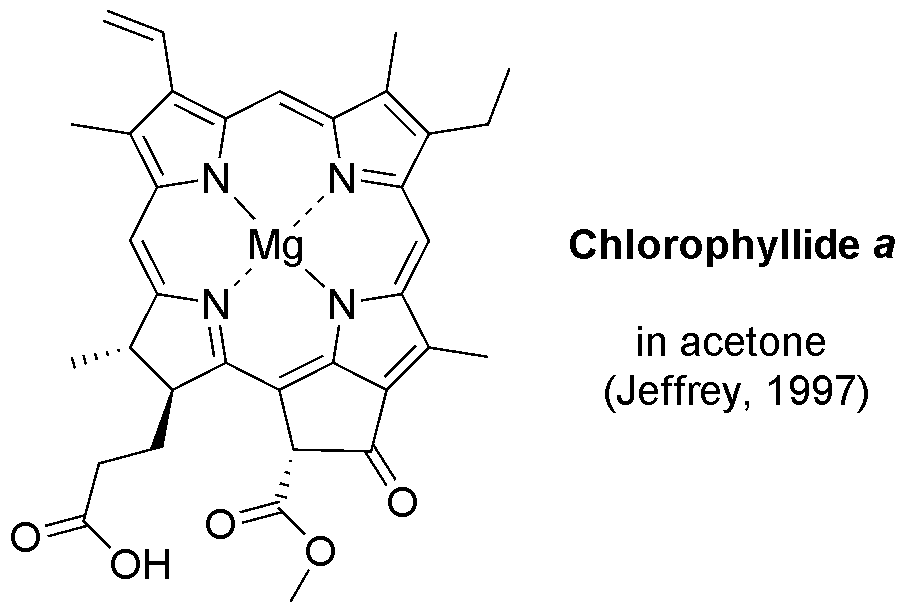 N
N
Mg
Chlorophyllide a
N
N
in acetone
(Jeffrey, 1997)
O
O
O
O
OH